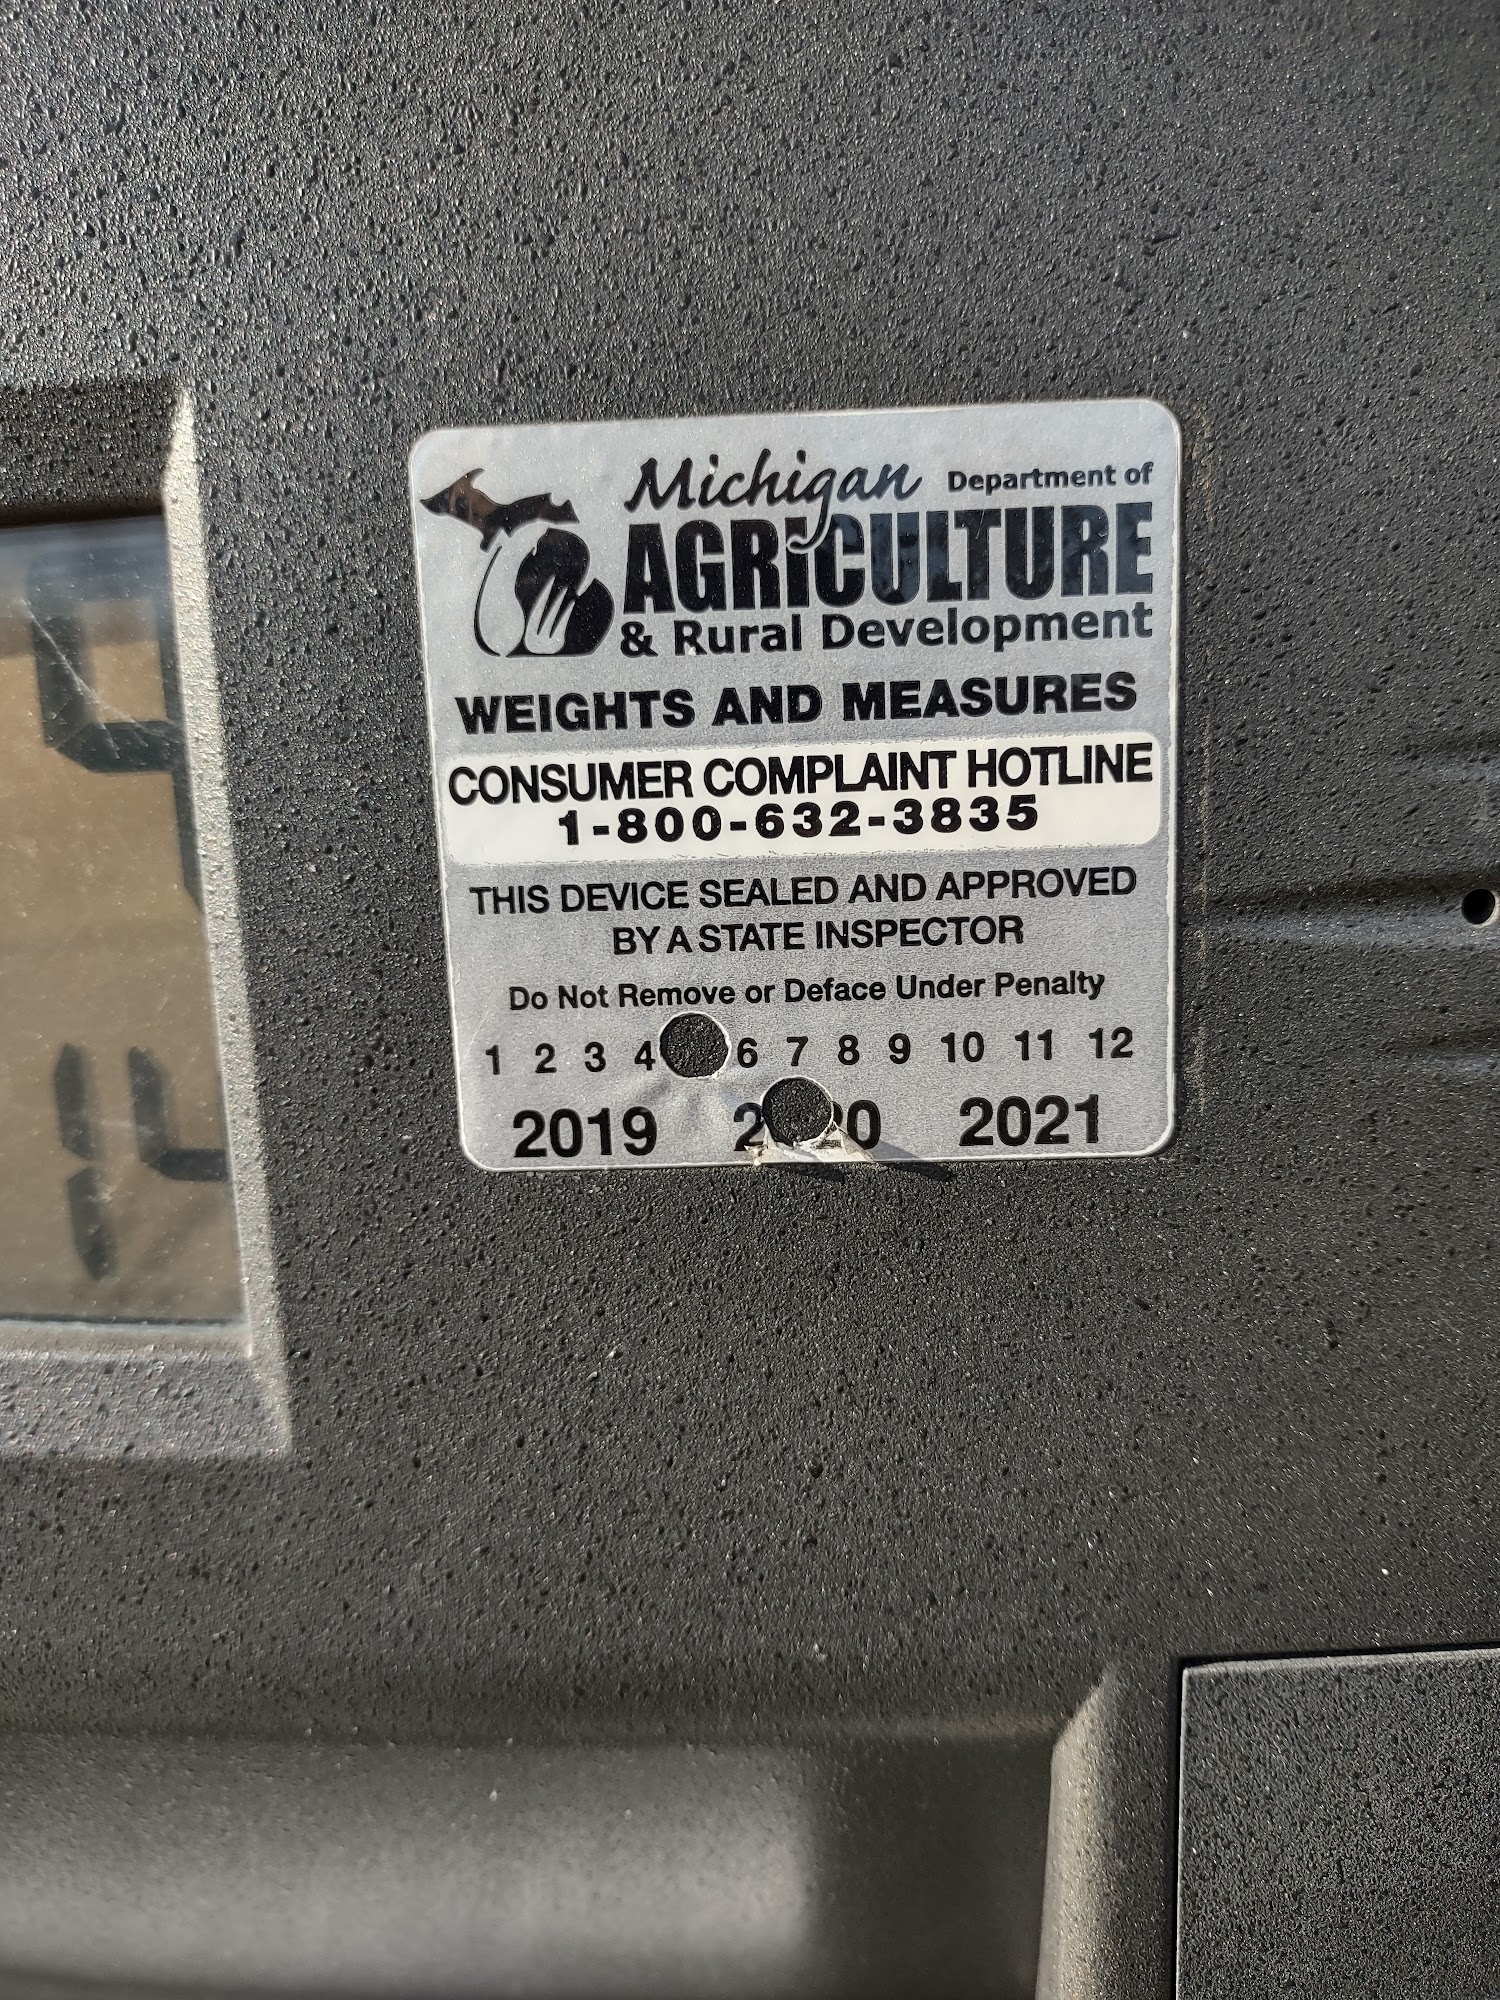 Michigan Department of
AGRICULTURE
& Rural Development
WEIGHTS AND MEASURES
CONSUMER COMPLAINT HOTLINE
1-800-632-3835
THIS DEVICE SEALED AND APPROVED
BY A STATE INSPECTOR
Do Not Remove or Deface Under Penalty
1 2 3 4 6 7 8 9 10 11 12
2019 2 20 2021